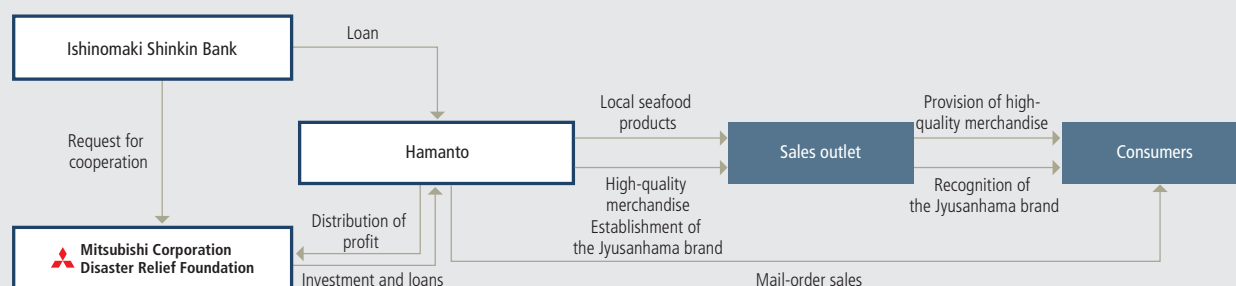 Ishinomaki Shinkin Bank
Loan
Request for
cooperation
Hamanto
Local seafood
products
High-quality
merchandise
Establishment of
the Jyusanhama brand
Sales outlet
Provision of high-
quality merchandise
Recognition of
the Jyusanhama brand
Consumers
Distribution of
profit
Mitsubishi Corporation
Disaster Relief Foundation
Investment and loans
Mail-order sales